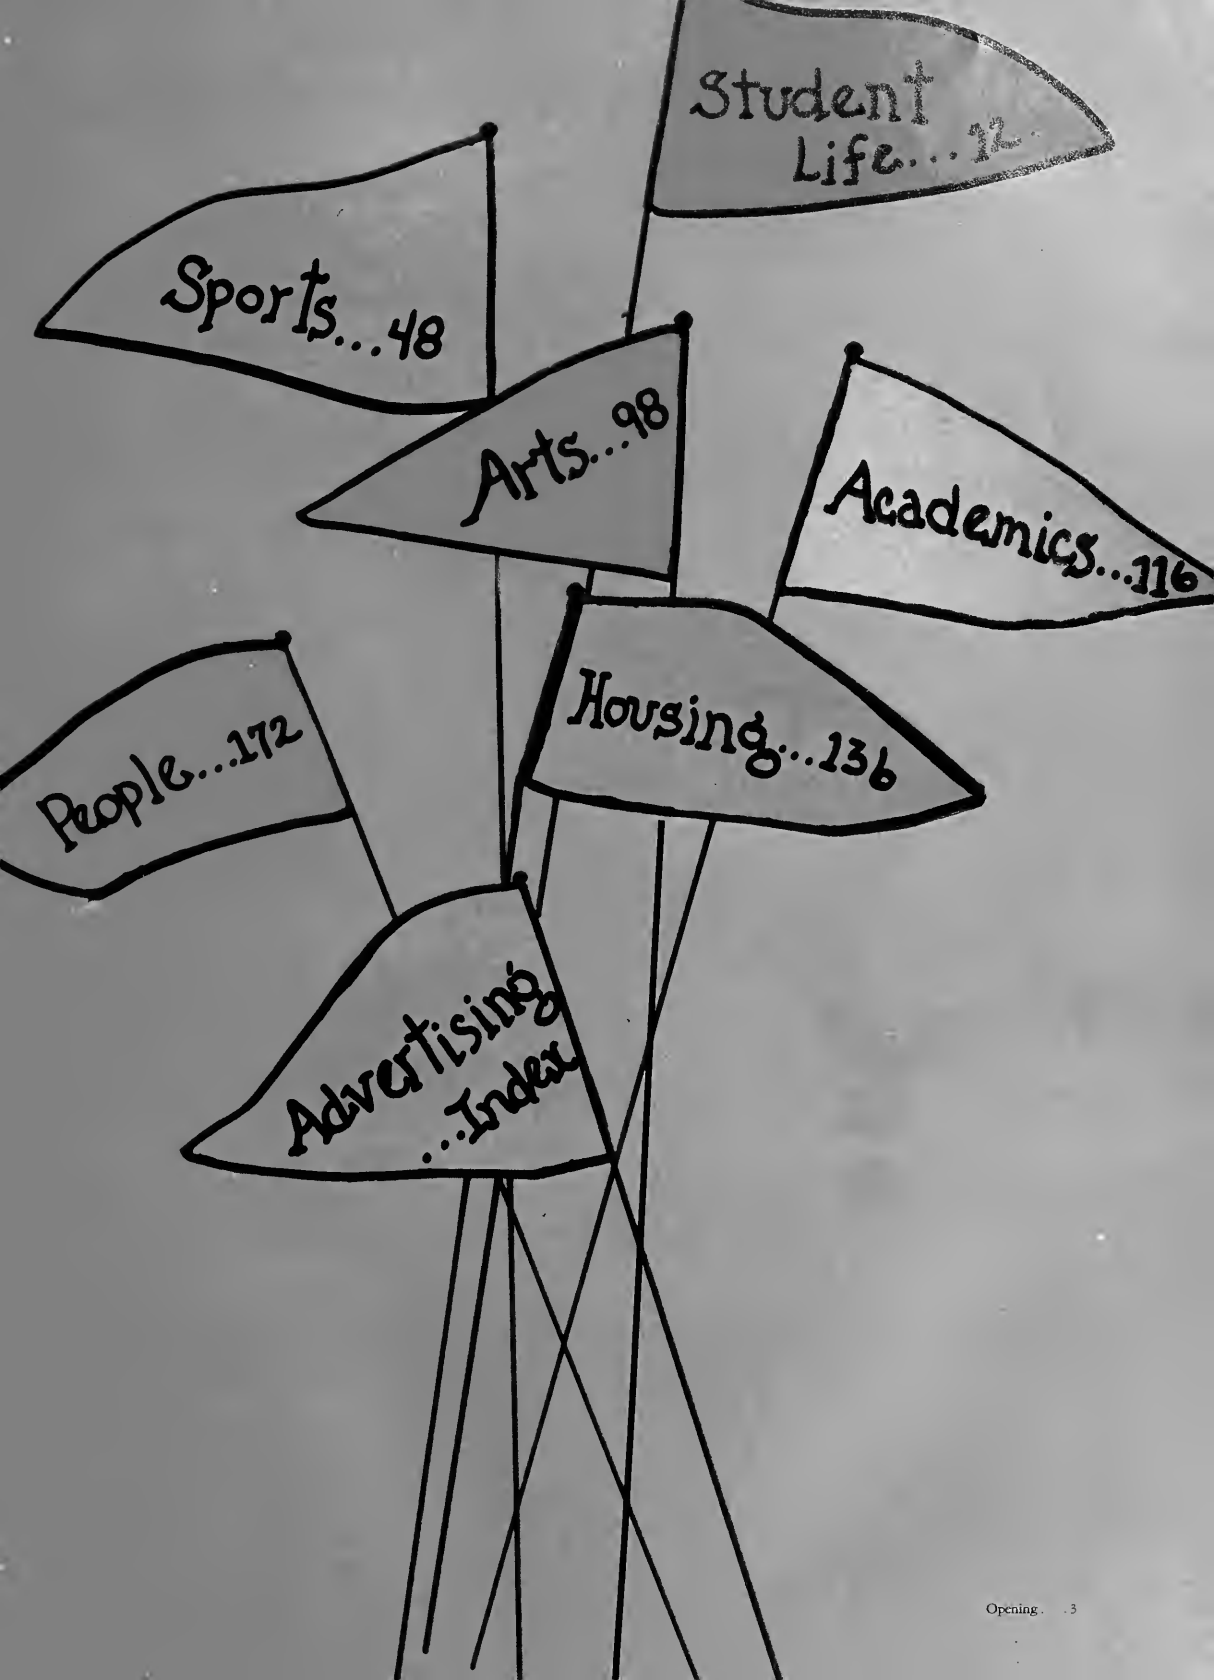 Student
Life...12
Sports...48
Arts...98
Academics...116
Housing...136
People...172
Advertising
...Index
Opening . . 3